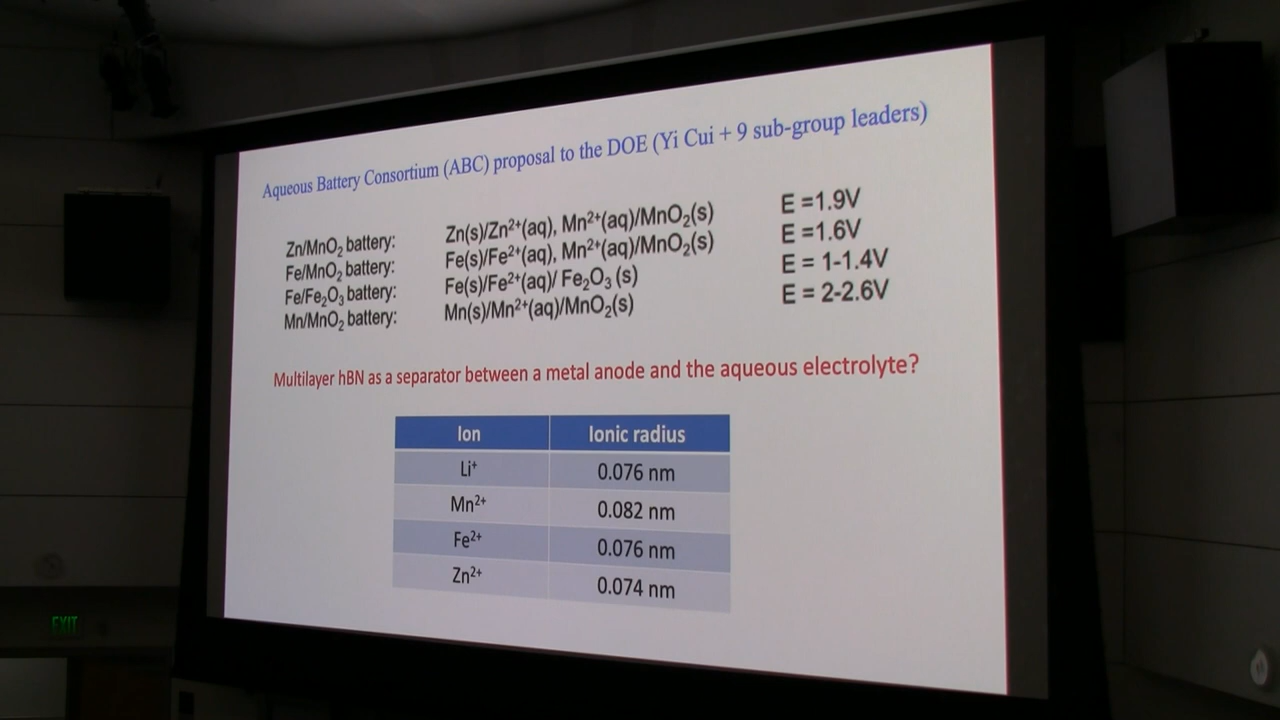 Aqueous Battery Consortium (ABC) proposal to the DOE (Yi Cui + 9 sub-group leaders)
Zn/MnO₂ battery: Zn(s)/Zn²⁺(aq), Mn²⁺(aq)/MnO₂(s) E =1.9V
Fe/MnO₂ battery: Fe(s)/Fe²⁺(aq), Mn²⁺(aq)/MnO₂(s) E =1.6V
Fe/Fe₂O₃ battery: Fe(s)/Fe²⁺(aq)/ Fe₂O₃ (s) E = 1-1.4V
Mn/MnO₂ battery: Mn(s)/Mn²⁺(aq)/MnO₂(s) E = 2-2.6V
Multilayer hBN as a separator between a metal anode and the aqueous electrolyte?
Ion Ionic radius
Li⁺ 0.076 nm
Mn²⁺ 0.082 nm
Fe²⁺ 0.076 nm
Zn²⁺ 0.074 nm
EXIT